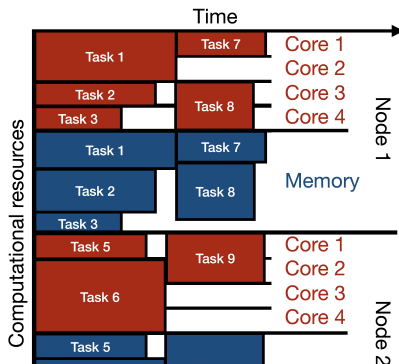 Time
Computational resources
Task 1
Task 7
Core 1
Core 2
Task 2
Task 8
Core 3
Task 3
Core 4
Node 1
Task 1
Task 7
Task 2
Task 8
Memory
Task 3
Task 5
Task 9
Core 1
Core 2
Task 6
Core 3
Core 4
Node 2
Task 5